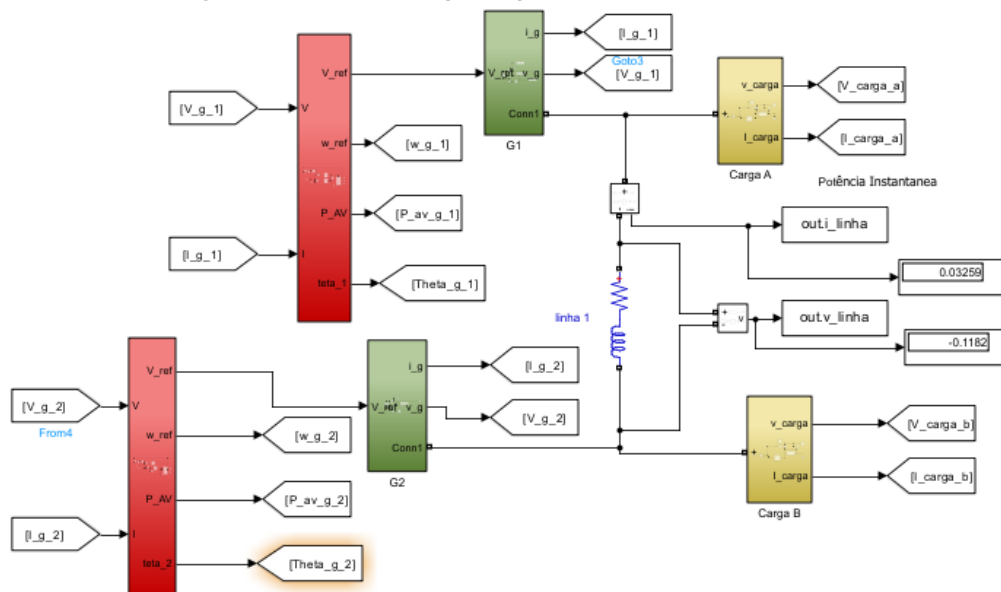 i_g
[I_g_1]
Goto3
V_ref
V_ref
v_g
[V_g_1]
v_carga
[V_carga_a]
[V_g_1]
V
Conn1
+
G1
w_ref
[w_g_1]
I_carga
[I_carga_a]
Carga A
Potência Instantanea
P_AV
[P_av_g_1]
+
out.i_linha
[I_g_1]
I
teta_1
[Theta_g_1]
0.03259
+
linha 1
+
-
v
out.v_linha
-0.1182
V_ref
i_g
[I_g_2]
[V_g_2]
V
V_ref
v_g
[V_g_2]
From4
w_ref
[w_g_2]
v_carga
[V_carga_b]
Conn1
+
G2
I_carga
[I_carga_b]
P_AV
[P_av_g_2]
Carga B
[I_g_2]
I
teta_2
[Theta_g_2]